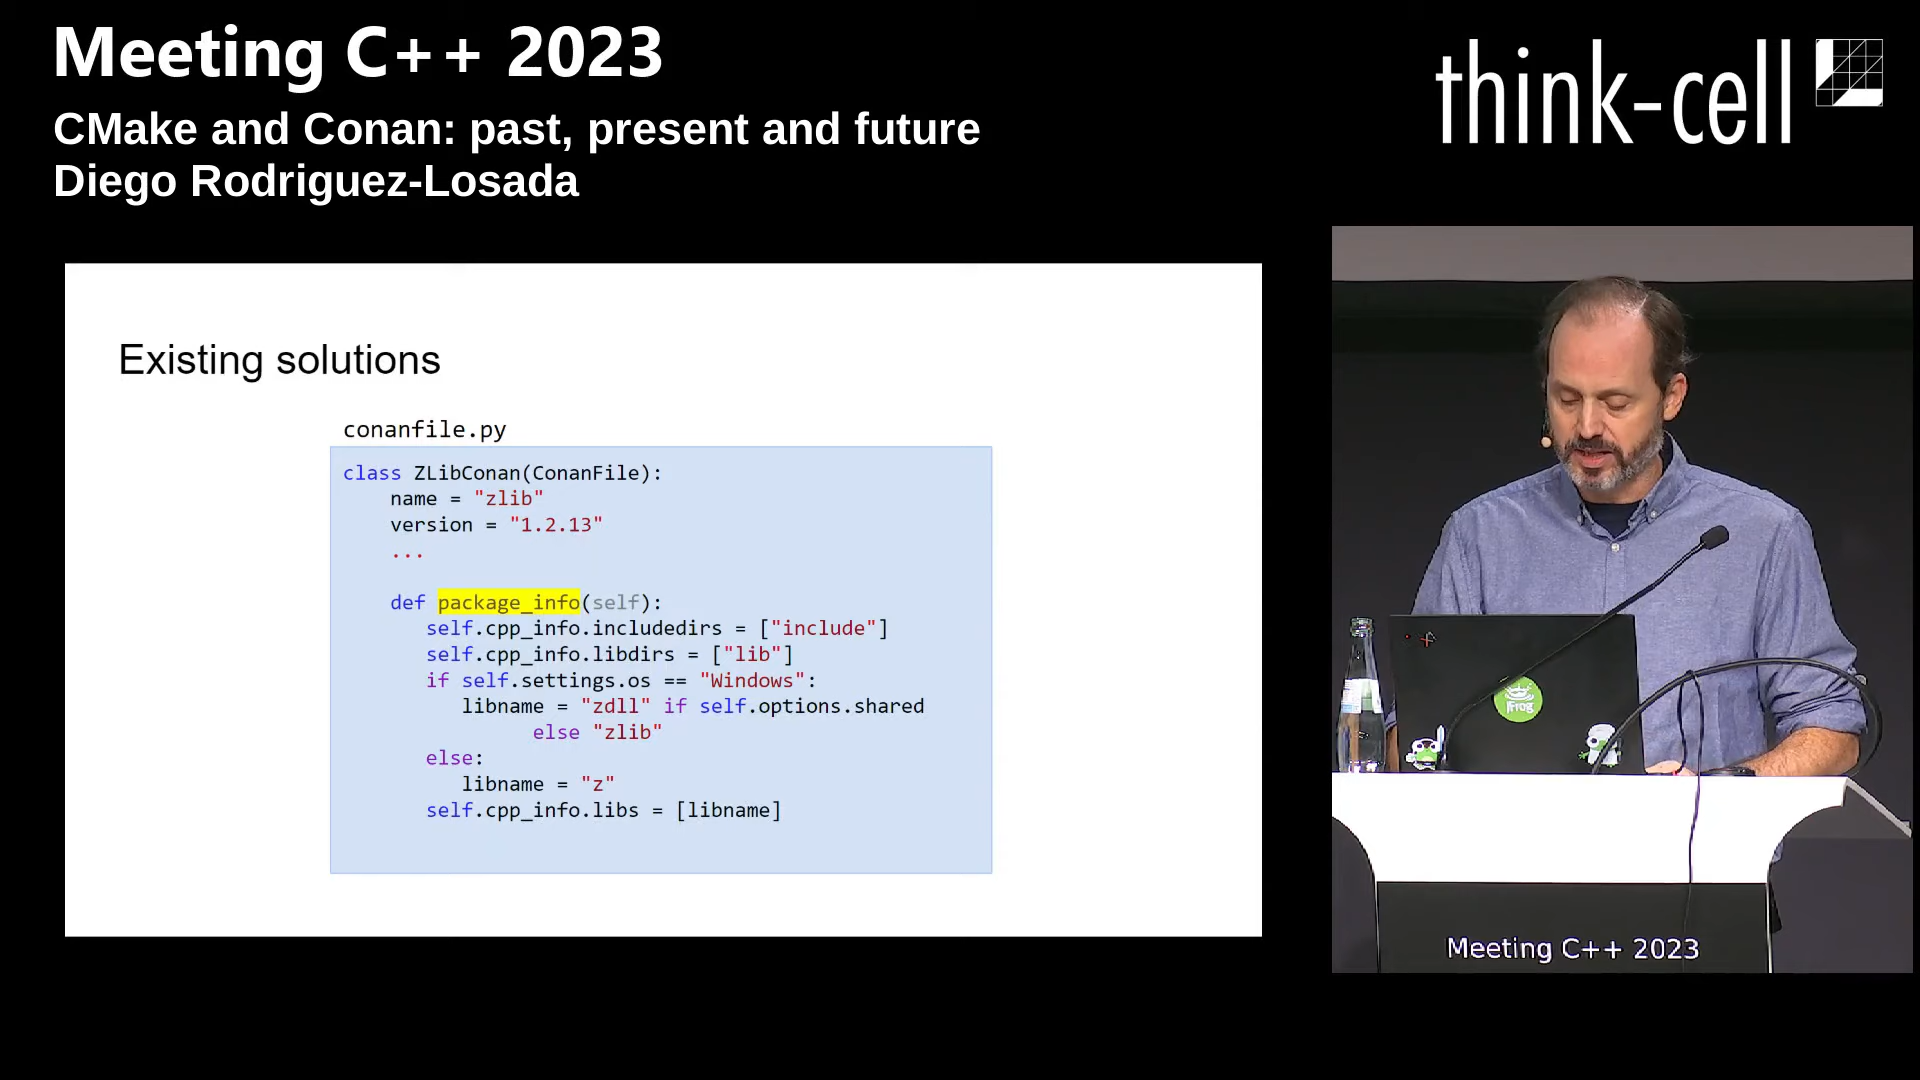 Meeting C++ 2023
CMake and Conan: past, present and future
Diego Rodriguez-Losada
think-cell
Existing solutions
conanfile.py
class ZLibConan(ConanFile):
name = "zlib"
version = "1.2.13"
...
def package_info(self):
self.cpp_info.includedirs = ["include"]
self.cpp_info.libdirs = ["lib"]
if self.settings.os == "Windows":
libname = "zdll" if self.options.shared
else "zlib"
else:
libname = "z"
self.cpp_info.libs = [libname]
JFrog
Meeting C++ 2023